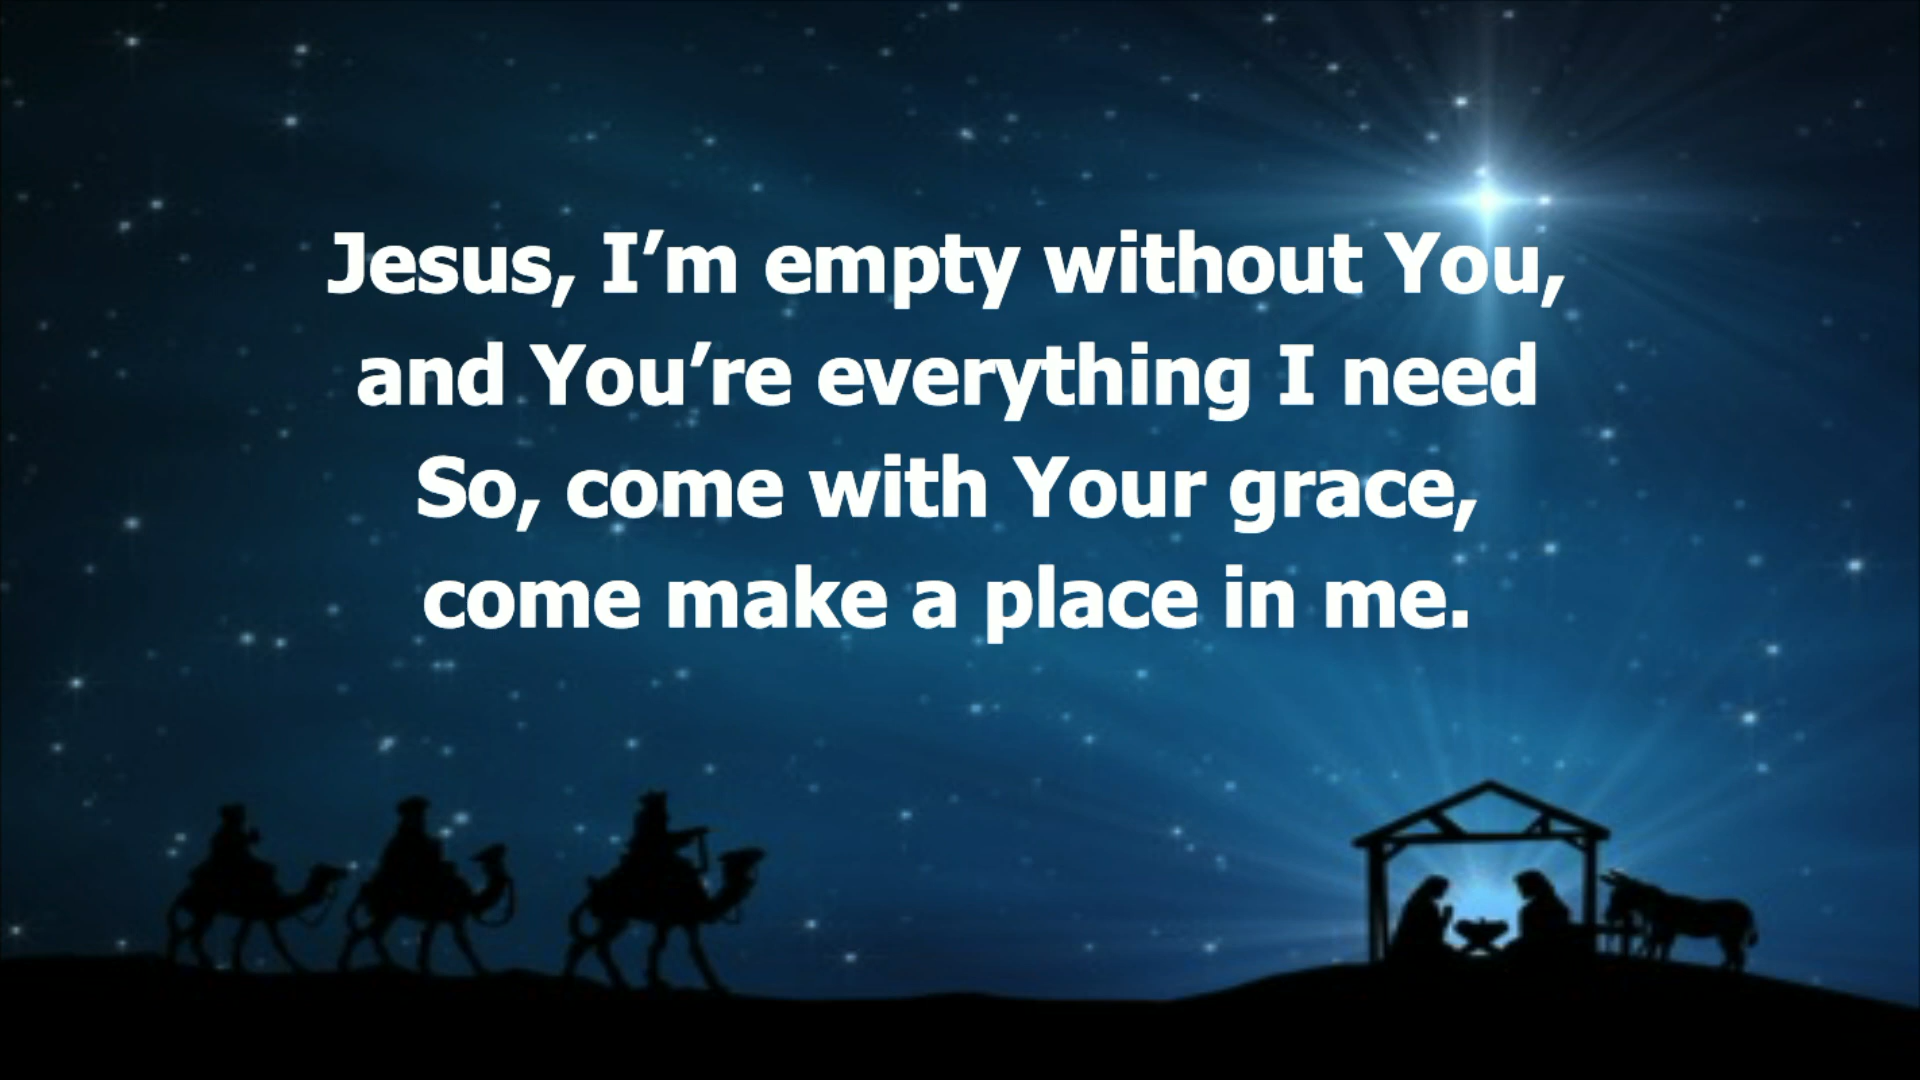 Jesus, I’m empty without You,
and You’re everything I need
So, come with Your grace,
come make a place in me.